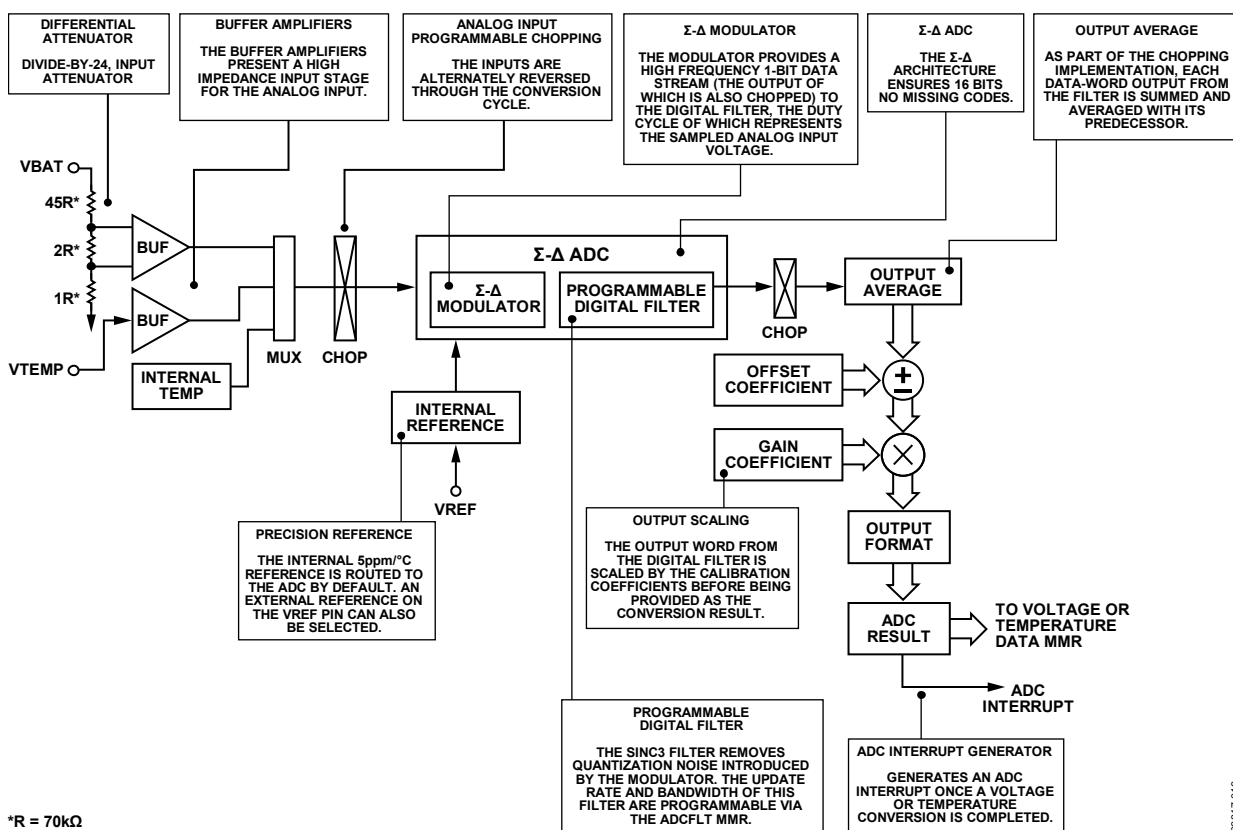 DIFFERENTIAL
ATTENUATOR
DIVIDE-BY-24, INPUT
ATTENUATOR
BUFFER AMPLIFIERS
THE BUFFER AMPLIFIERS
PRESENT A HIGH
IMPEDANCE INPUT STAGE
FOR THE ANALOG INPUT.
ANALOG INPUT
PROGRAMMABLE CHOPPING
THE INPUTS ARE
ALTERNATELY REVERSED
THROUGH THE CONVERSION
CYCLE.
Σ-Δ MODULATOR
THE MODULATOR PROVIDES A
HIGH FREQUENCY 1-BIT DATA
STREAM (THE OUTPUT OF
WHICH IS ALSO CHOPPED) TO
THE DIGITAL FILTER, THE DUTY
CYCLE OF WHICH REPRESENTS
THE SAMPLED ANALOG INPUT
VOLTAGE.
Σ-Δ ADC
THE Σ-Δ
ARCHITECTURE
ENSURES 16 BITS
NO MISSING CODES.
OUTPUT AVERAGE
AS PART OF THE CHOPPING
IMPLEMENTATION, EACH
DATA-WORD OUTPUT FROM
THE FILTER IS SUMMED AND
AVERAGED WITH ITS
PREDECESSOR.
VBAT
45R*
2R*
1R*
BUF
BUF
VTEMP
INTERNAL
TEMP
MUX
CHOP
Σ-Δ ADC
Σ-Δ
MODULATOR
PROGRAMMABLE
DIGITAL FILTER
CHOP
OUTPUT
AVERAGE
INTERNAL
REFERENCE
VREF
OFFSET
COEFFICIENT
±
GAIN
COEFFICIENT
×
OUTPUT
FORMAT
ADC
RESULT
TO VOLTAGE OR
TEMPERATURE
DATA MMR
ADC
INTERRUPT
PRECISION REFERENCE
THE INTERNAL 5ppm/°C
REFERENCE IS ROUTED TO
THE ADC BY DEFAULT. AN
EXTERNAL REFERENCE ON
THE VREF PIN CAN ALSO
BE SELECTED.
OUTPUT SCALING
THE OUTPUT WORD FROM
THE DIGITAL FILTER IS
SCALED BY THE CALIBRATION
COEFFICIENTS BEFORE BEING
PROVIDED AS THE
CONVERSION RESULT.
PROGRAMMABLE
DIGITAL FILTER
THE SINC3 FILTER REMOVES
QUANTIZATION NOISE INTRODUCED
BY THE MODULATOR. THE UPDATE
RATE AND BANDWIDTH OF THIS
FILTER ARE PROGRAMMABLE VIA
THE ADCFLT MMR.
ADC INTERRUPT GENERATOR
GENERATES AN ADC
INTERRUPT ONCE A VOLTAGE
OR TEMPERATURE
CONVERSION IS COMPLETED.
*R = 70kΩ